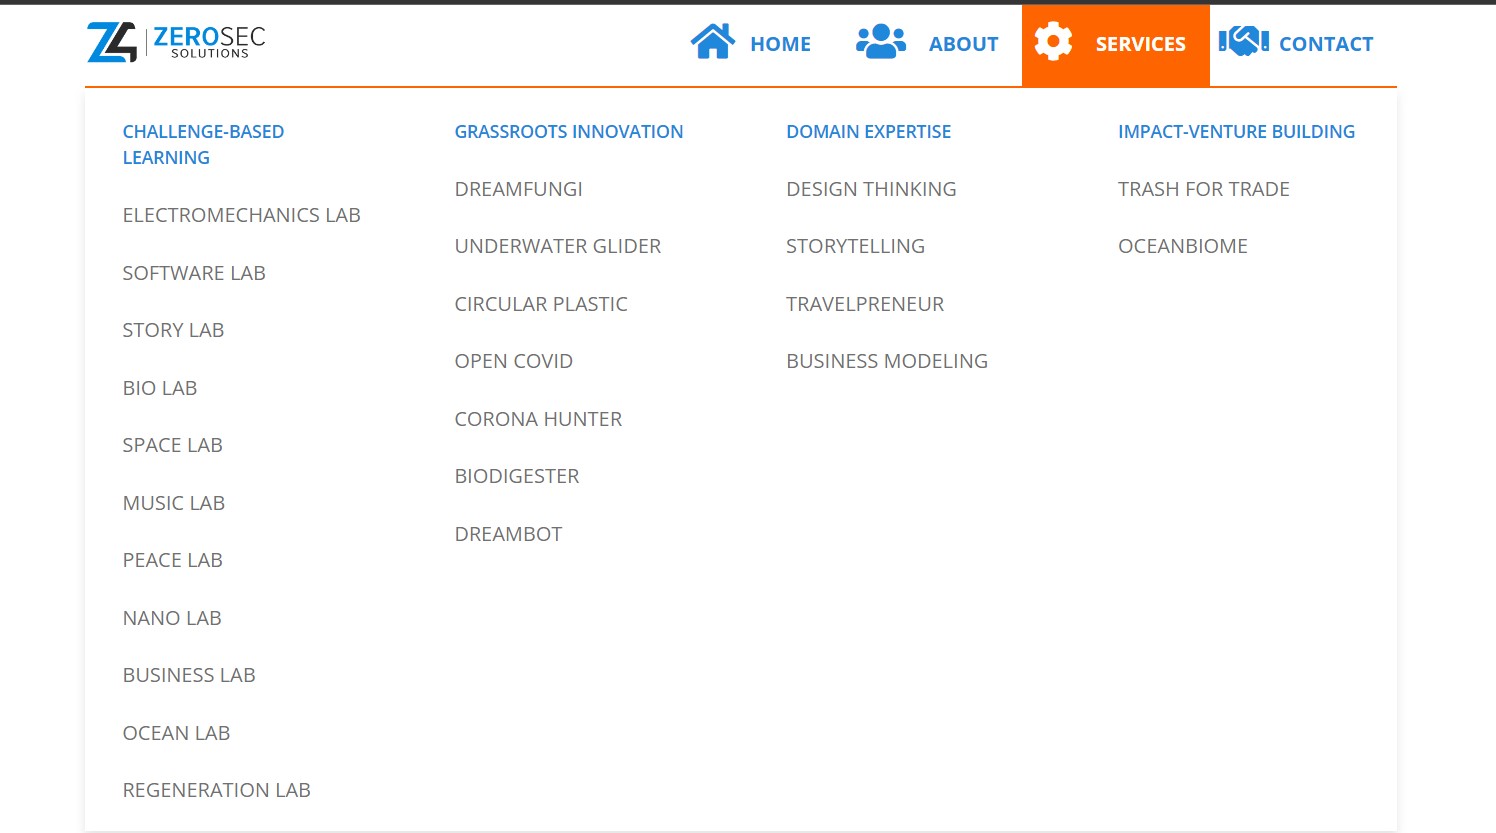 ZEROSEC
SOLUTIONS
HOME
ABOUT
SERVICES
CONTACT
CHALLENGE-BASED
LEARNING
ELECTROMECHANICS LAB
SOFTWARE LAB
STORY LAB
BIO LAB
SPACE LAB
MUSIC LAB
PEACE LAB
NANO LAB
BUSINESS LAB
OCEAN LAB
REGENERATION LAB
GRASSROOTS INNOVATION
DREAMFUNGI
UNDERWATER GLIDER
CIRCULAR PLASTIC
OPEN COVID
CORONA HUNTER
BIODIGESTER
DREAMBOT
DOMAIN EXPERTISE
DESIGN THINKING
STORYTELLING
TRAVELPRENEUR
BUSINESS MODELING
IMPACT-VENTURE BUILDING
TRASH FOR TRADE
OCEANBIOME